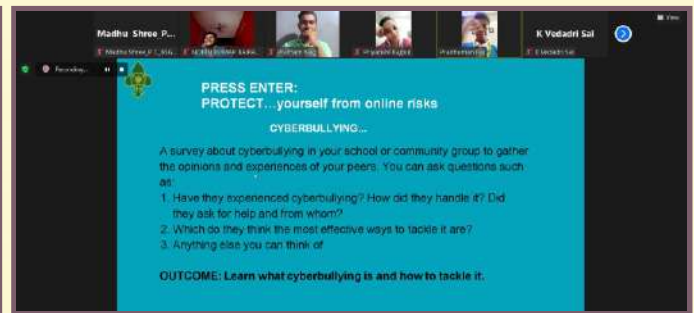 View
Madhu Shree P...
K Vedadri Sai
Recording...
PRESS ENTER:
PROTECT...yourself from online risks
CYBERBULLYING...
A survey about cyberbullying in your school or community group to gather
the opinions and experiences of your peers. You can ask questions such
as:
1. Have they experienced cyberbullying? How did they handle it? Did
they ask for help and from whom?
2. Which do they think the most effective ways to tackle it are?
3. Anything else you can think of
OUTCOME: Learn what cyberbullying is and how to tackle it.